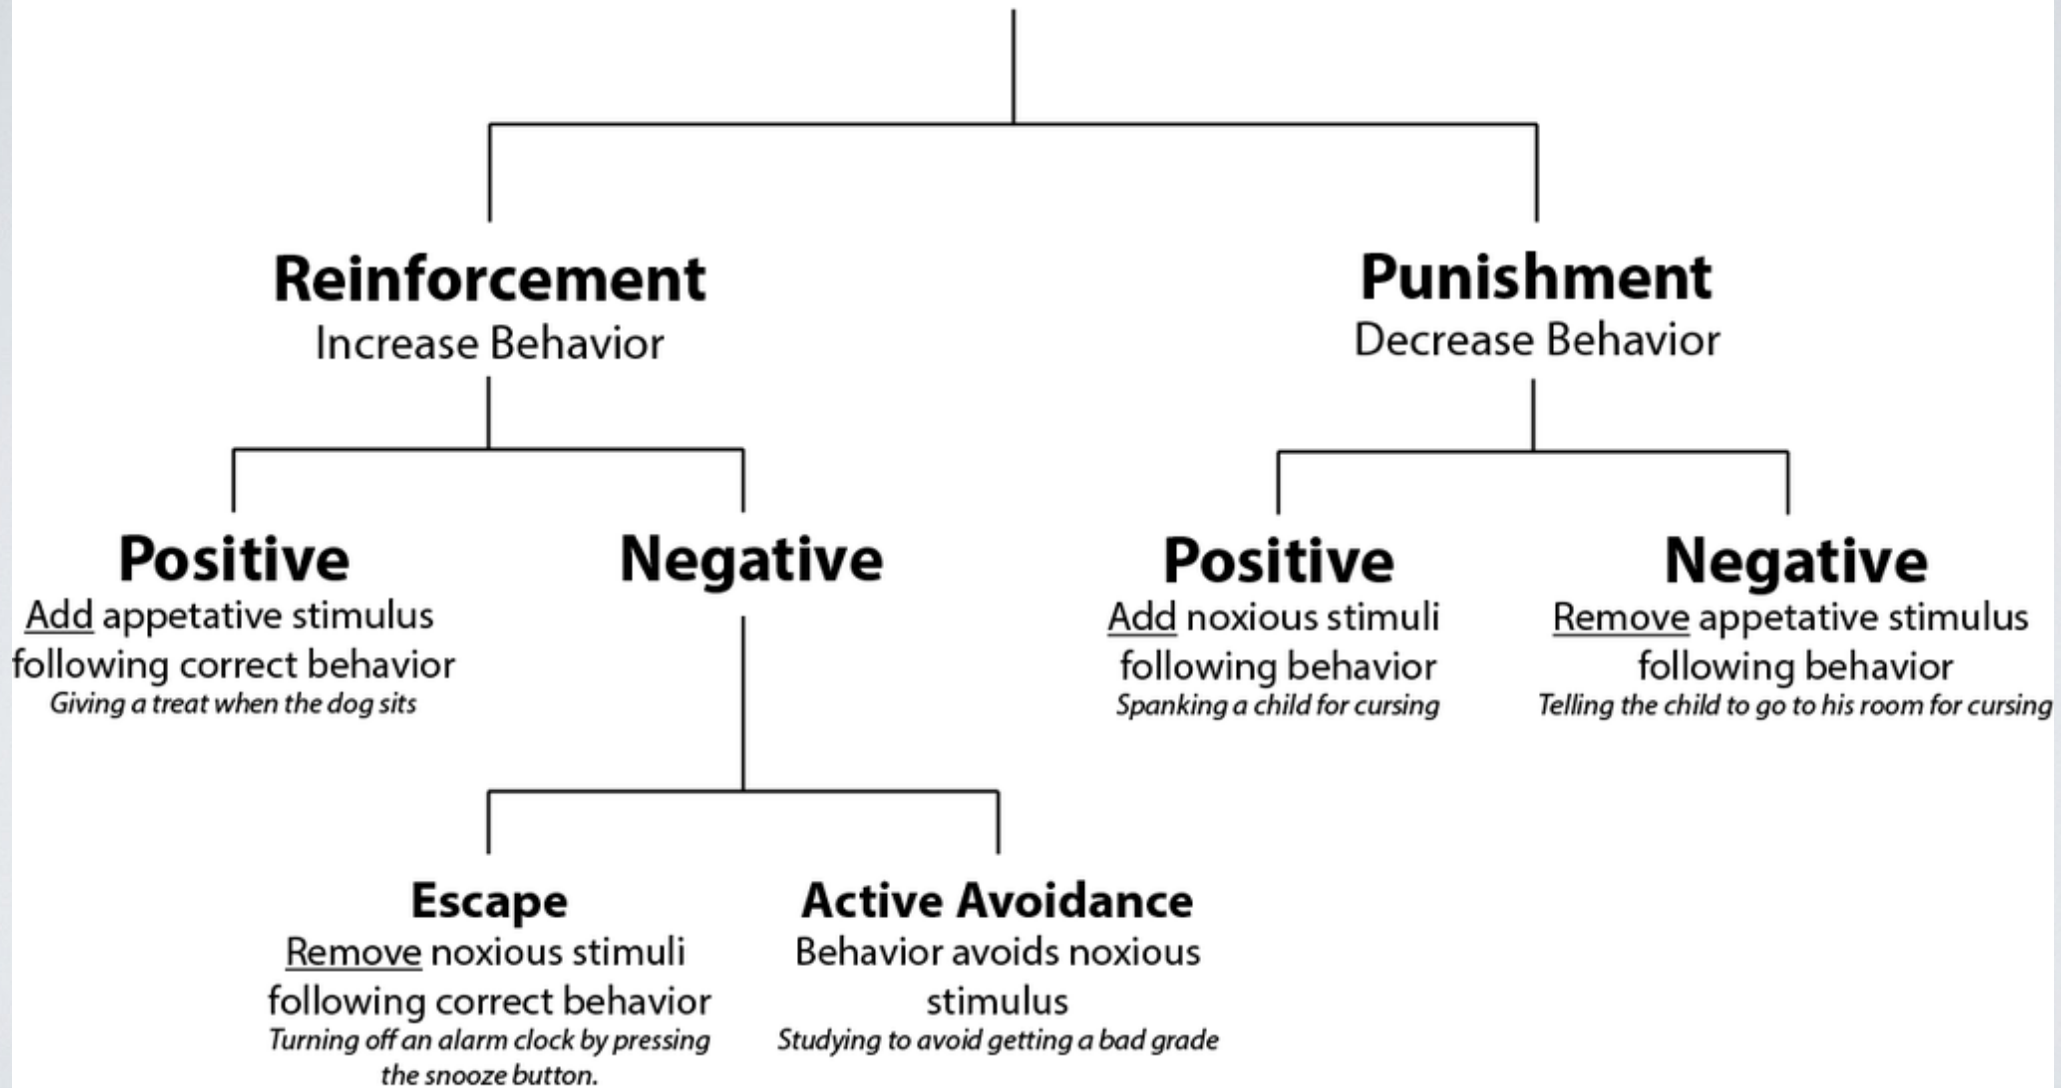 Reinforcement
Increase Behavior
Punishment
Decrease Behavior
Positive
Add appetative stimulus
following correct behavior
Giving a treat when the dog sits
Negative
Positive
Add noxious stimuli
following behavior
Spanking a child for cursing
Negative
Remove appetative stimulus
following behavior
Telling the child to go to his room for cursing
Escape
Remove noxious stimuli
following correct behavior
Turning off an alarm clock by pressing
the snooze button.
Active Avoidance
Behavior avoids noxious
stimulus
Studying to avoid getting a bad grade